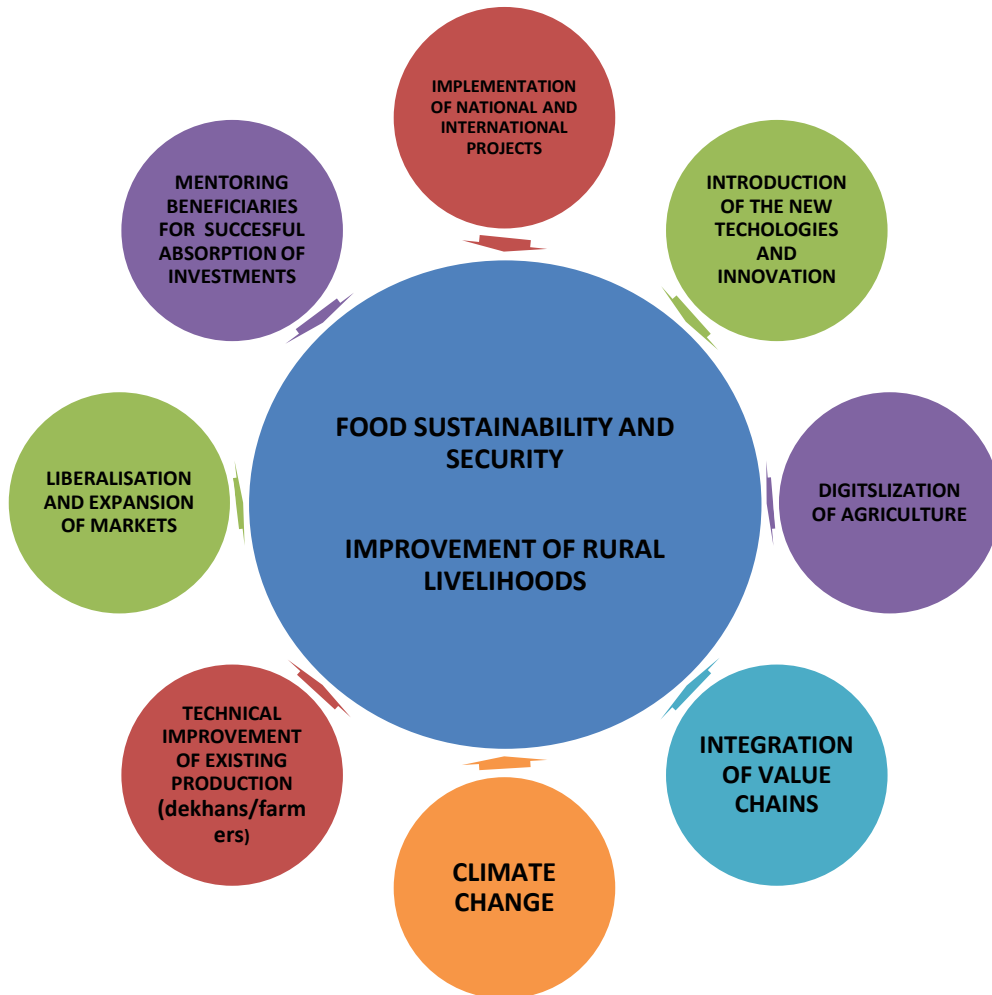 IMPLEMENTATION
OF NATIONAL AND
INTERNATIONAL
PROJECTS
INTRODUCTION
OF THE NEW
TECHOLOGIES
AND
INNOVATION
DIGITSLIZATION
OF AGRICULTURE
INTEGRATION
OF VALUE
CHAINS
CLIMATE
CHANGE
TECHNICAL
IMPROVEMENT
OF EXISTING
PRODUCTION
(dekhans/farm
ers)
LIBERALISATION
AND EXPANSION
OF MARKETS
MENTORING
BENEFICIARIES
FOR SUCCESFUL
ABSORPTION OF
INVESTMENTS
FOOD SUSTAINABILITY AND
SECURITY
IMPROVEMENT OF RURAL
LIVELIHOODS